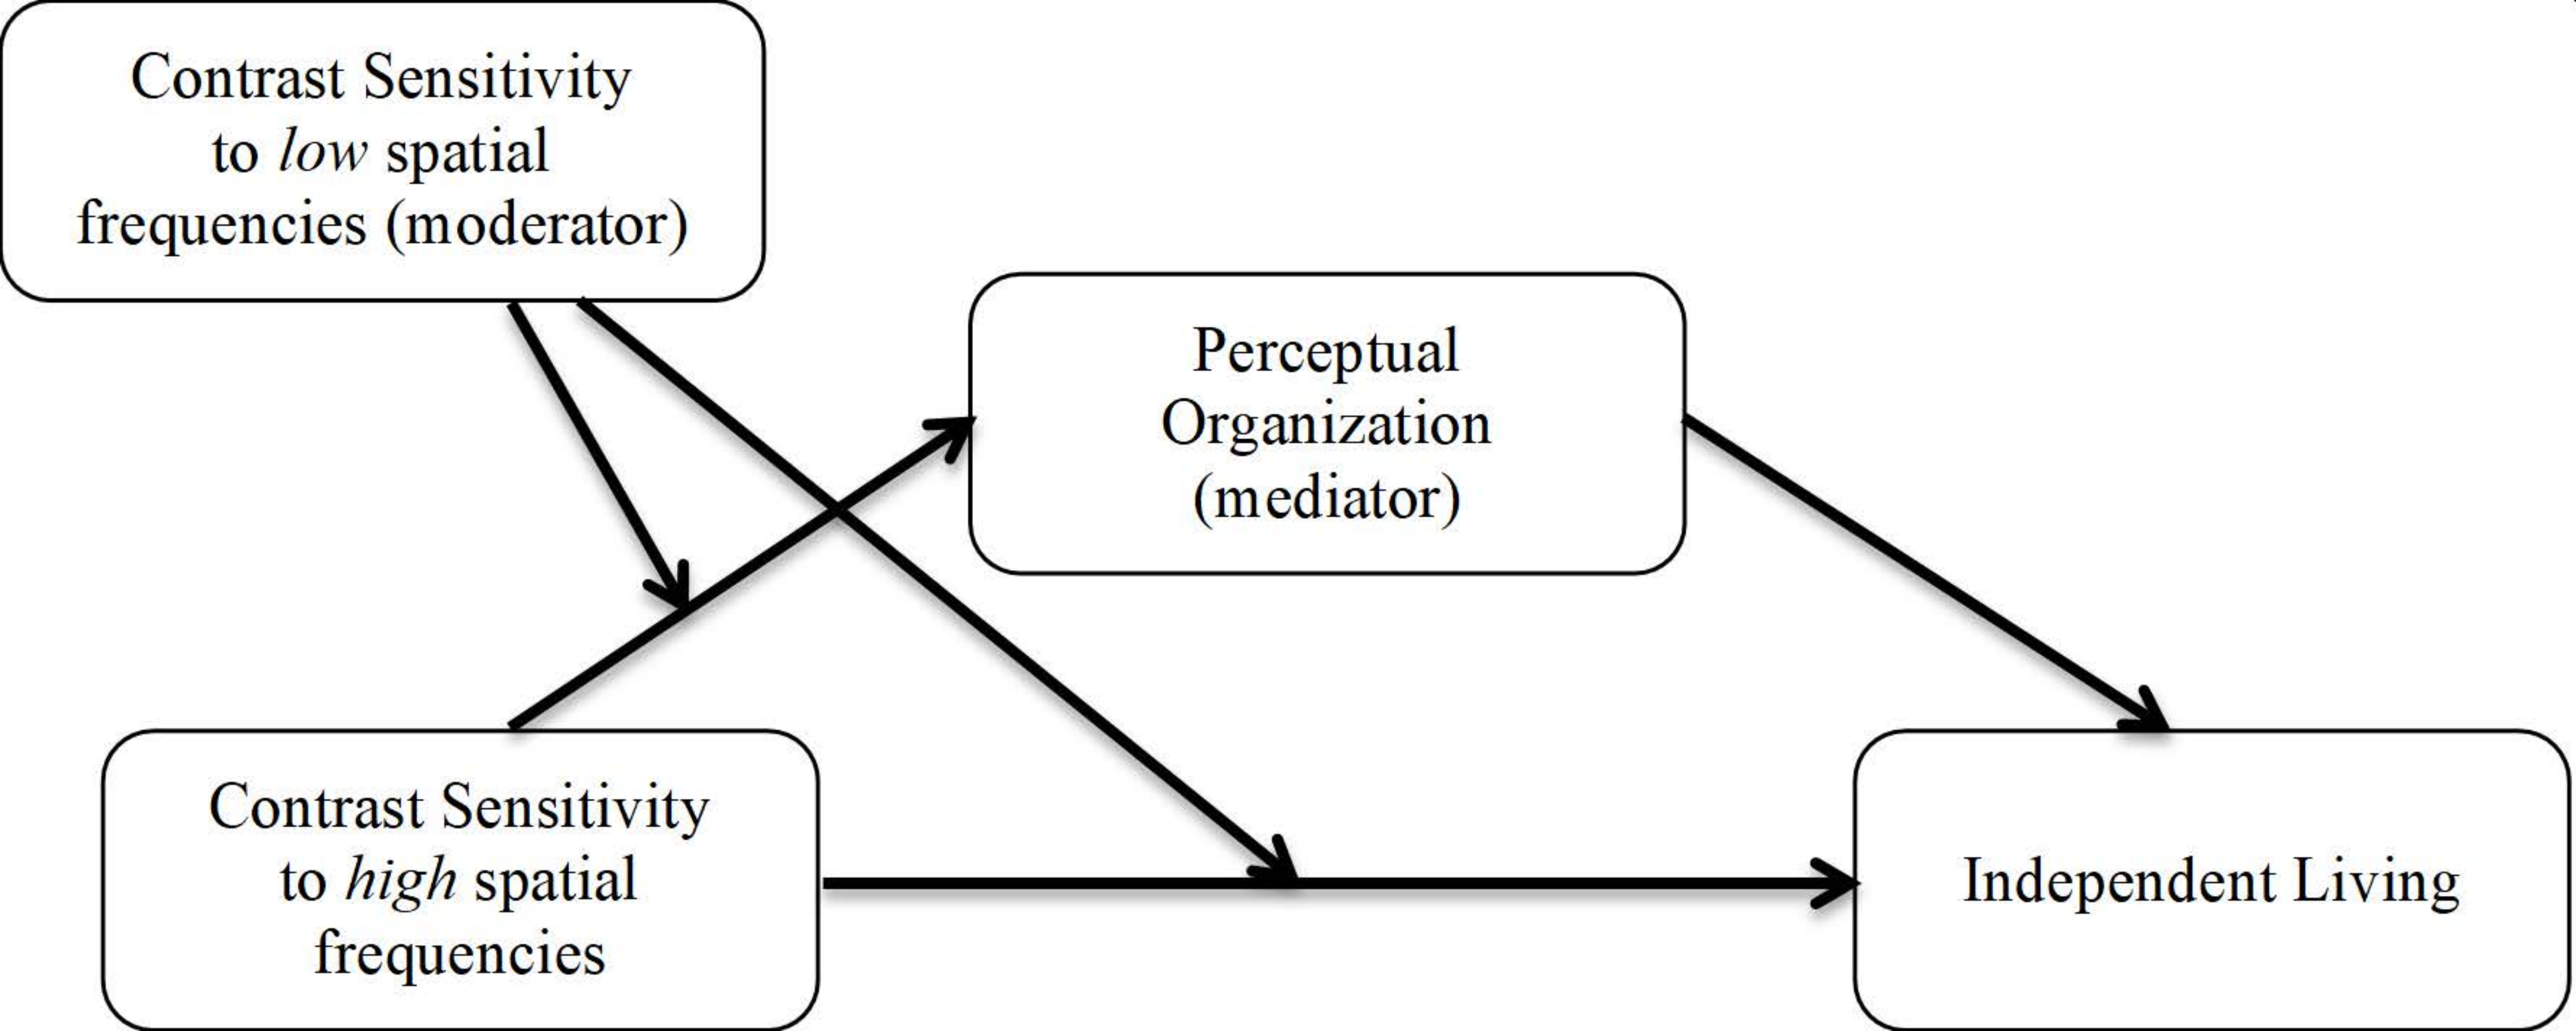 Contrast Sensitivity
to low spatial
frequencies (moderator)
Perceptual
Organization
(mediator)
Contrast Sensitivity
to high spatial
frequencies
Independent Living